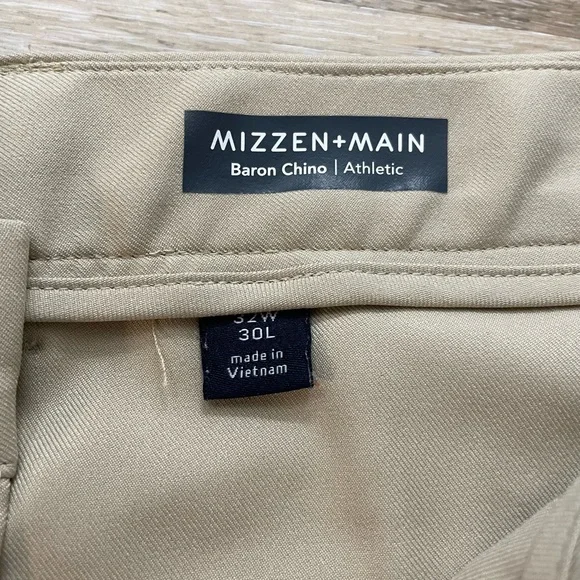 MIZZEN+MAIN
Baron Chino | Athletic
32W
30L
made in
Vietnam